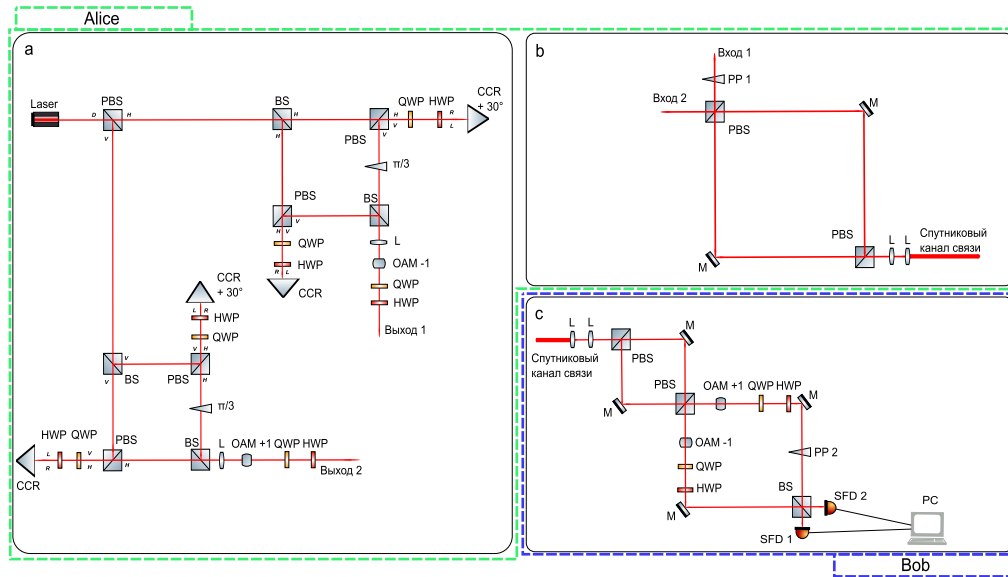 Alice
a
Laser
PBS
D
H
V
BS
H
H
PBS
H
V
V
QWP
HWP
R
L
CCR
+ 30°
π/3
PBS
V
H
V
BS
QWP
HWP
R
L
CCR
L
OAM -1
QWP
HWP
Выход 1
CCR
+ 30°
L
R
HWP
QWP
V
H
V
V
BS
PBS
H
π/3
HWP
QWP
L
R
V
H
CCR
PBS
H
BS
L
OAM +1
QWP
HWP
Выход 2
b
Вход 1
PP 1
Вход 2
PBS
M
M
PBS
L
L
Спутниковый
канал связи
c
L
L
Спутниковый
канал связи
PBS
M
M
PBS
OAM +1
QWP
HWP
M
OAM -1
QWP
HWP
M
PP 2
BS
SFD 2
SFD 1
PC
Bob